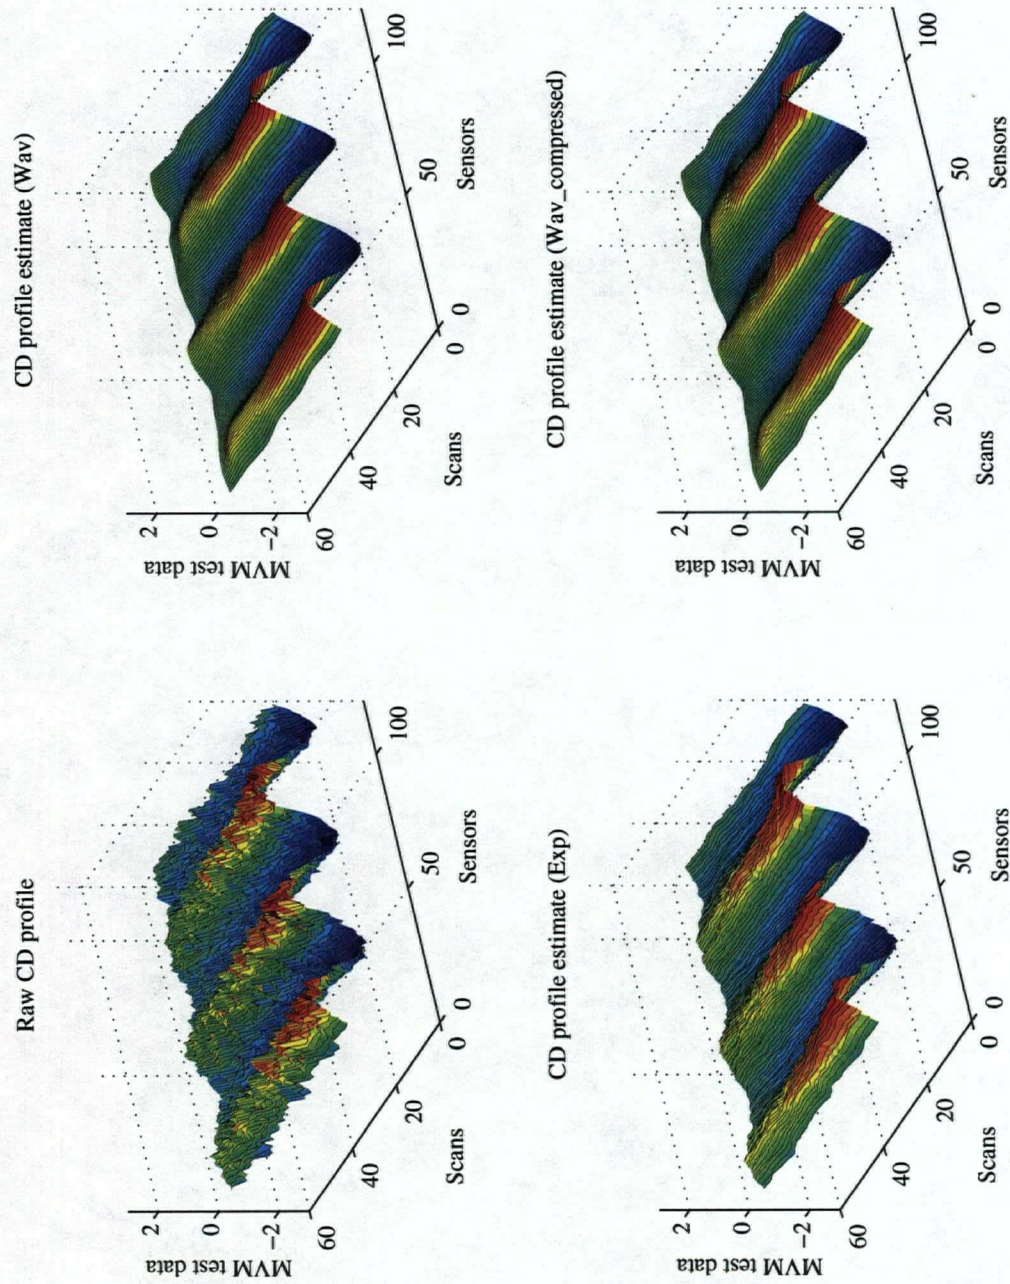 Raw CD profile
MVM test data
2
0
-2
60
40
20
0
Scans
0
50
100
Sensors
CD profile estimate (Wav)
MVM test data
2
0
-2
60
40
20
0
Scans
0
50
100
Sensors
CD profile estimate (Exp)
MVM test data
2
0
-2
60
40
20
0
Scans
0
50
100
Sensors
CD profile estimate (Wav_compressed)
MVM test data
2
0
-2
60
40
20
0
Scans
0
50
100
Sensors